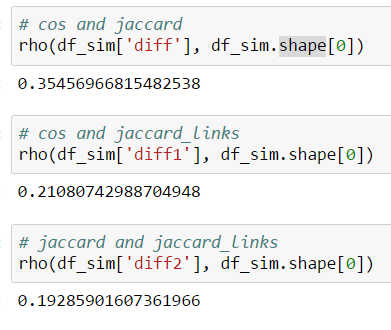 # cos and jaccard
rho(df_sim['diff'], df_sim.shape[0])
0.35456966815482538
# cos and jaccard_links
rho(df_sim['diff1'], df_sim.shape[0])
0.21080742988704948
# jaccard and jaccard_links
rho(df_sim['diff2'], df_sim.shape[0])
0.19285901607361966